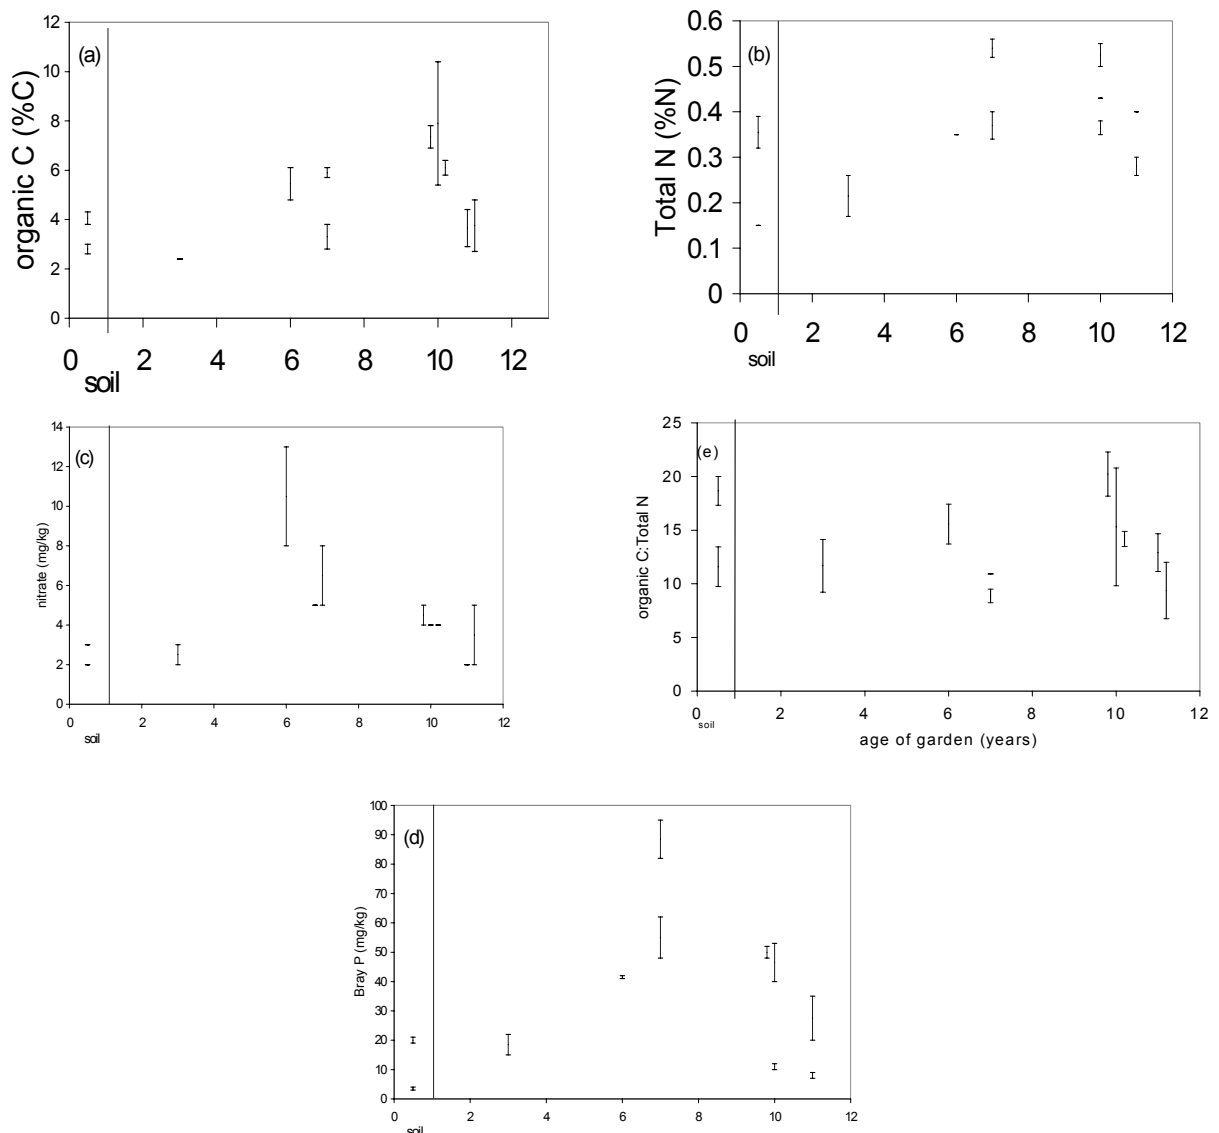 (a)
organic C (%C)
12
10
8
6
4
2
0
0 2 4 6 8 10 12
soil
(b)
Total N (%N)
0.6
0.5
0.4
0.3
0.2
0.1
0
0 2 4 6 8 10 12
soil
(c)
nitrate (mg/kg)
14
12
10
8
6
4
2
0
0 2 4 6 8 10 12
soil
(e)
organic C:Total N
25
20
15
10
5
0
0 2 4 6 8 10 12
soil
age of garden (years)
(d)
Bray P (mg/kg)
100
90
80
70
60
50
40
30
20
10
0
0 2 4 6 8 10 12
soil